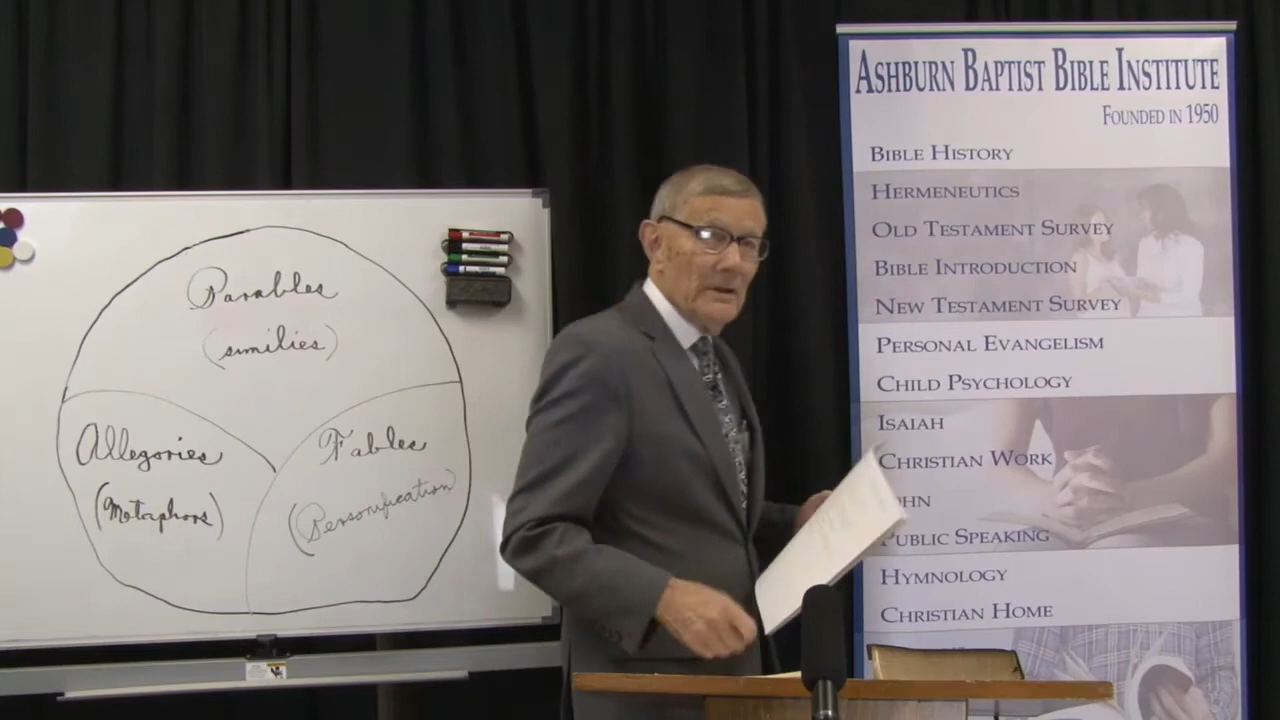 Parables
(similies)
Allegories
(Metaphors)
Fables
(Personification)
ASHBURN BAPTIST BIBLE INSTITUTE
FOUNDED IN 1950
BIBLE HISTORY
HERMENEUTICS
OLD TESTAMENT SURVEY
BIBLE INTRODUCTION
NEW TESTAMENT SURVEY
PERSONAL EVANGELISM
CHILD PSYCHOLOGY
ISAIAH
CHRISTIAN WORK
OHN
PUBLIC SPEAKING
HYMNOLOGY
CHRISTIAN HOME